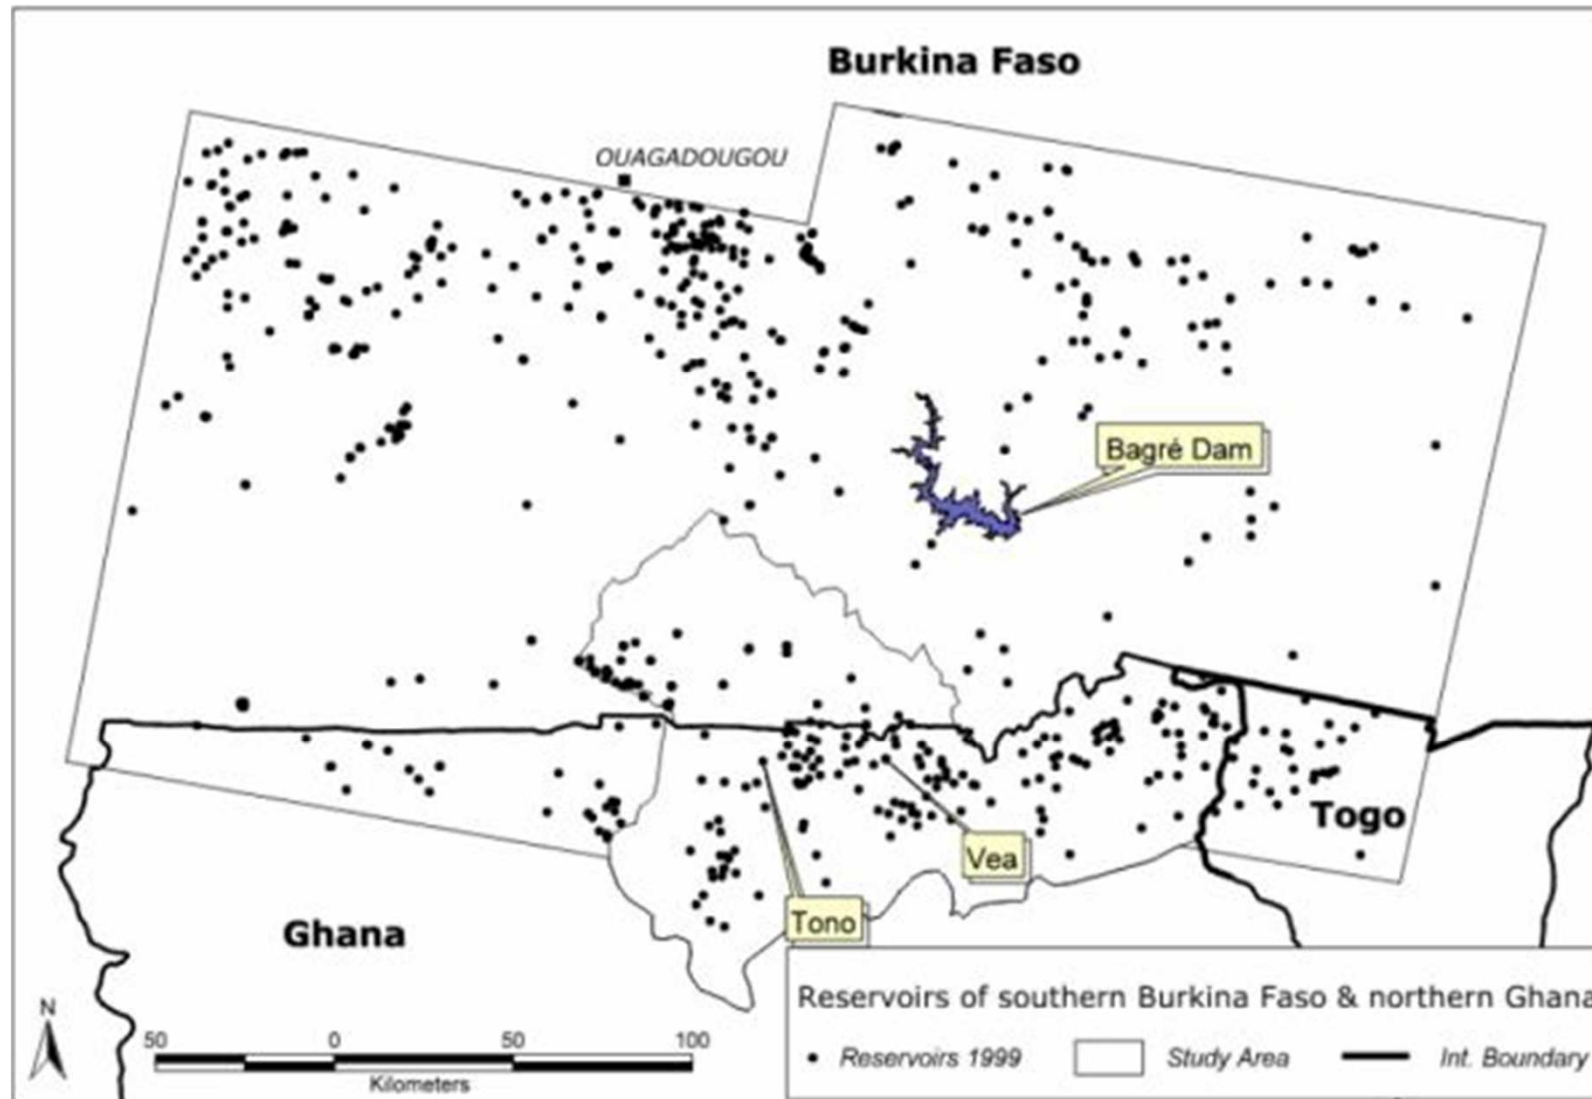 Burkina Faso
OUAGADOUGOU
Bagré Dam
Togo
Vea
Tono
Ghana
Reservoirs of southern Burkina Faso & northern Ghana
Reservoirs 1999
Study Area
Int. Boundary
N
50 0 50 100
Kilometers